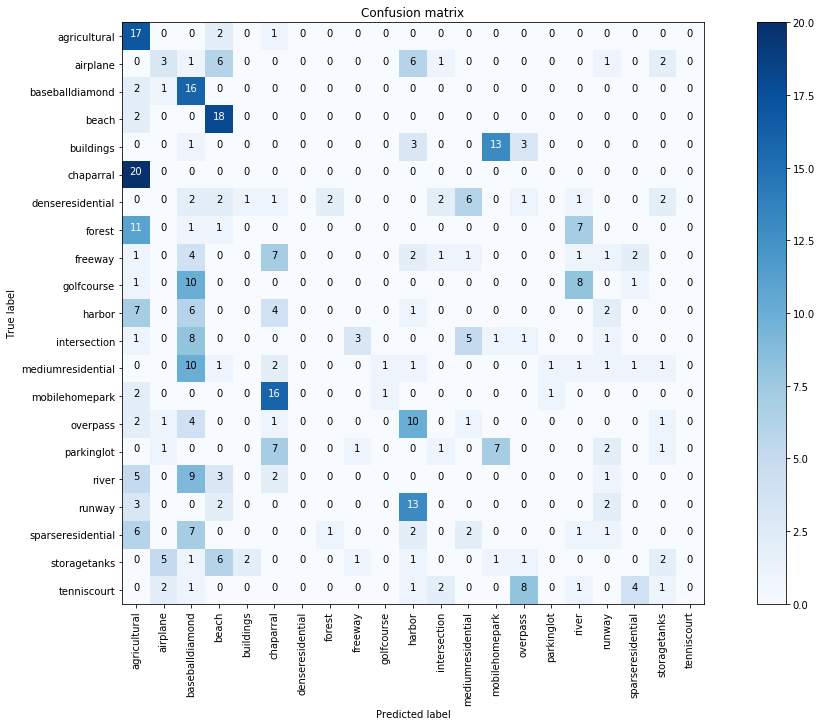 Confusion matrix
True label
agricultural 17 0 0 2 0 1 0 0 0 0 0 0 0 0 0 0 0 0 0 0 0
airplane 0 3 1 6 0 0 0 0 0 0 6 1 0 0 0 0 0 1 0 2 0
baseballdiamond 2 1 16 0 0 0 0 0 0 0 0 0 0 0 0 0 0 0 0 0 0
beach 2 0 0 18 0 0 0 0 0 0 0 0 0 0 0 0 0 0 0 0 0
buildings 0 0 1 0 0 0 0 0 0 0 3 0 0 13 3 0 0 0 0 0 0
chaparral 20 0 0 0 0 0 0 0 0 0 0 0 0 0 0 0 0 0 0 0 0
denseresidential 0 0 2 2 1 1 0 2 0 0 0 2 6 0 1 0 1 0 0 2 0
forest 11 0 1 1 0 0 0 0 0 0 0 0 0 0 0 0 7 0 0 0 0
freeway 1 0 4 0 0 7 0 0 0 0 2 1 1 0 0 0 1 1 2 0 0
golfcourse 1 0 10 0 0 0 0 0 0 0 0 0 0 0 0 0 8 0 1 0 0
harbor 7 0 6 0 0 4 0 0 0 0 1 0 0 0 0 0 0 2 0 0 0
intersection 1 0 8 0 0 0 0 0 3 0 0 0 5 1 1 0 0 1 0 0 0
mediumresidential 0 0 10 1 0 2 0 0 0 1 1 0 0 0 0 1 1 1 1 1 0
mobilehomepark 2 0 0 0 0 16 0 0 0 1 0 0 0 0 0 1 0 0 0 0 0
overpass 2 1 4 0 0 1 0 0 0 0 10 0 1 0 0 0 0 0 0 1 0
parkinglot 0 1 0 0 0 7 0 0 1 0 0 1 0 7 0 0 0 2 0 1 0
river 5 0 9 3 0 2 0 0 0 0 0 0 0 0 0 0 0 1 0 0 0
runway 3 0 0 2 0 0 0 0 0 0 13 0 0 0 0 0 0 2 0 0 0
sparseresidential 6 0 7 0 0 0 0 1 0 0 2 0 2 0 0 0 1 1 0 0 0
storagetanks 0 5 1 6 2 0 0 0 1 0 1 0 0 1 1 0 0 0 0 2 0
tenniscourt 0 2 1 0 0 0 0 0 0 0 1 2 0 0 8 0 1 0 4 1 0
agricultural
airplane
baseballdiamond
beach
buildings
chaparral
denseresidential
forest
freeway
golfcourse
harbor
intersection
mediumresidential
mobilehomepark
overpass
parkinglot
river
runway
sparseresidential
storagetanks
tenniscourt
Predicted label
20.0
17.5
15.0
12.5
10.0
7.5
5.0
2.5
0.0